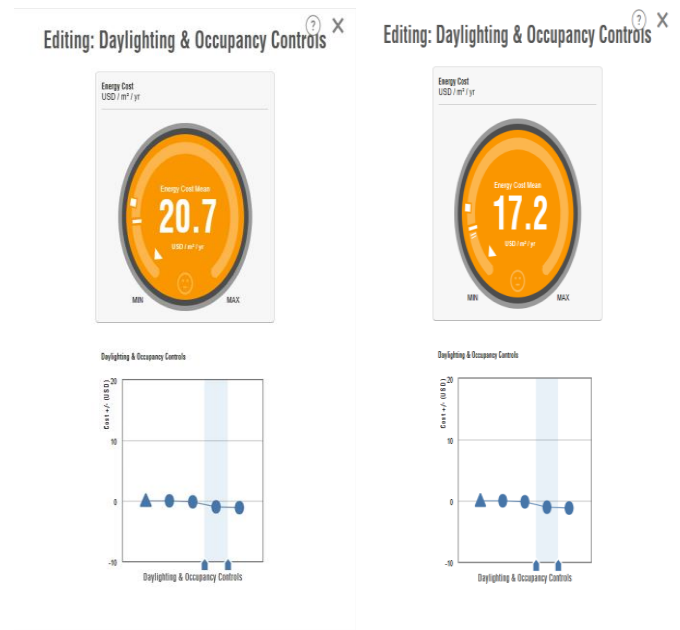 Editing: Daylighting & Occupancy Controls
?
X
Energy Cost
USD / m² / yr
Energy Cost Mean
20.7
USD / m² / yr
MIN
MAX
Daylighting & Occupancy Controls
Cost +/- (USD)
20
10
0
-10
Daylighting & Occupancy Controls
Editing: Daylighting & Occupancy Controls
?
X
Energy Cost
USD / m² / yr
Energy Cost Mean
17.2
USD / m² / yr
MIN
MAX
Daylighting & Occupancy Controls
Cost +/- (USD)
20
10
0
-10
Daylighting & Occupancy Controls